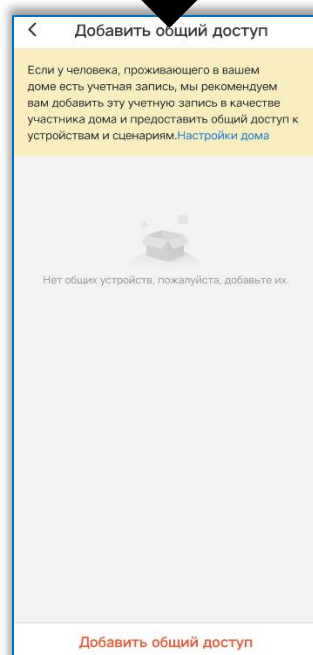 Добавить общий доступ
Если у человека, проживающего в вашем
доме есть учетная запись, мы рекомендуем
вам добавить эту учетную запись в качестве
участника дома и предоставить общий доступ к
устройствам и сценариям.Настройки дома
Нет общих устройств, пожалуйста, добавьте их.
Добавить общий доступ